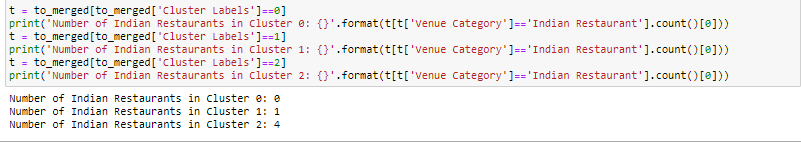 t = to_merged[to_merged['Cluster Labels']==0]
print('Number of Indian Restaurants in Cluster 0: {}'.format(t[t['Venue Category']=='Indian Restaurant'].count()[0]))
t = to_merged[to_merged['Cluster Labels']==1]
print('Number of Indian Restaurants in Cluster 1: {}'.format(t[t['Venue Category']=='Indian Restaurant'].count()[0]))
t = to_merged[to_merged['Cluster Labels']==2]
print('Number of Indian Restaurants in Cluster 2: {}'.format(t[t['Venue Category']=='Indian Restaurant'].count()[0]))
Number of Indian Restaurants in Cluster 0: 0
Number of Indian Restaurants in Cluster 1: 1
Number of Indian Restaurants in Cluster 2: 4